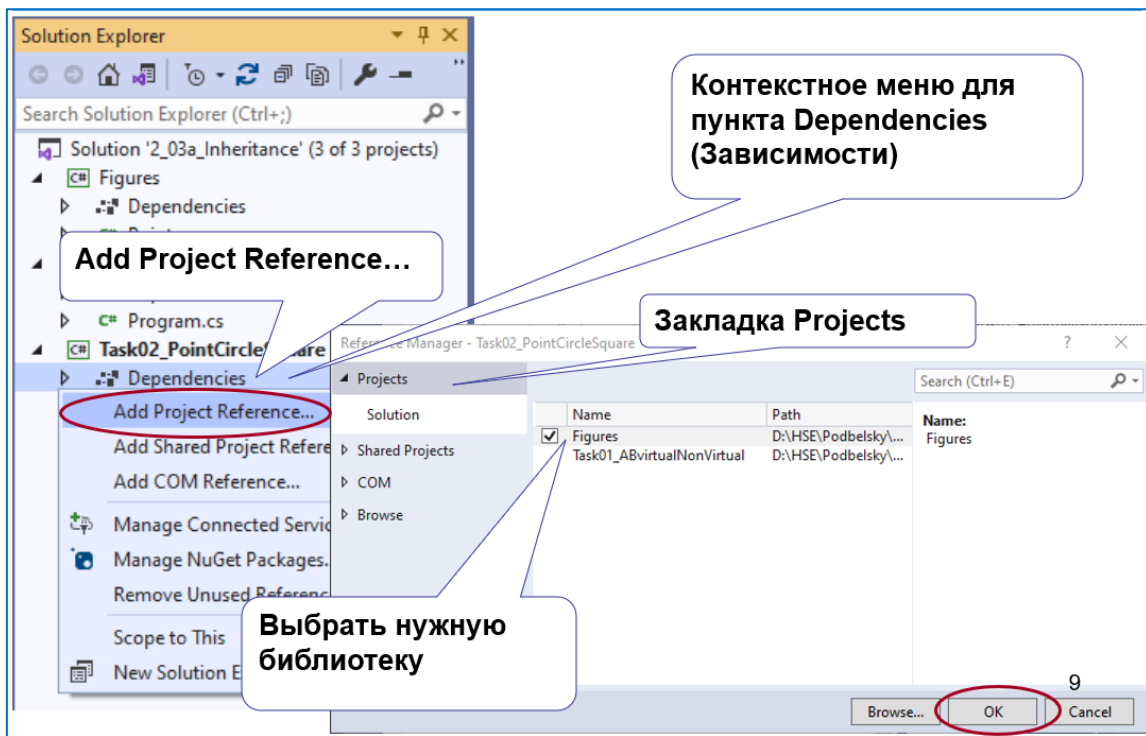 Solution Explorer
Search Solution Explorer (Ctrl+;)
Solution '2_03a_Inheritance' (3 of 3 projects)
C# Figures
Dependencies
Add Project Reference…
C# Program.cs
C# Task02_PointCircleSquare
Dependencies
Add Project Reference...
Add Shared Project Refere
Add COM Reference...
Manage Connected Servic
Manage NuGet Packages.
Remove Unused Referenc
Scope to This
New Solution E
Контекстное меню для
пункта Dependencies
(Зависимости)
Закладка Projects
Reference Manager - Task02_PointCircleSquare
? 
Projects
Search (Ctrl+E)
Solution
Name Path
Name:
Figures D:\HSE\Podbelsky\...
Figures
Shared Projects
Task01_ABvirtualNonVirtual D:\HSE\Podbelsky\...
COM
Browse
Выбрать нужную
библиотеку
9
Browse... OK Cancel